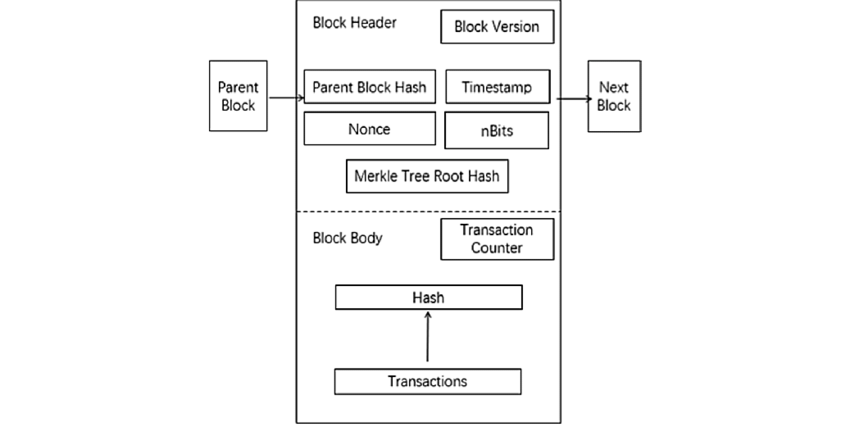 Block Header
Block Version
Parent
Block
Parent Block Hash
Timestamp
Next
Block
Nonce
nBits
Merkle Tree Root Hash
Block Body
Transaction
Counter
Hash
Transactions